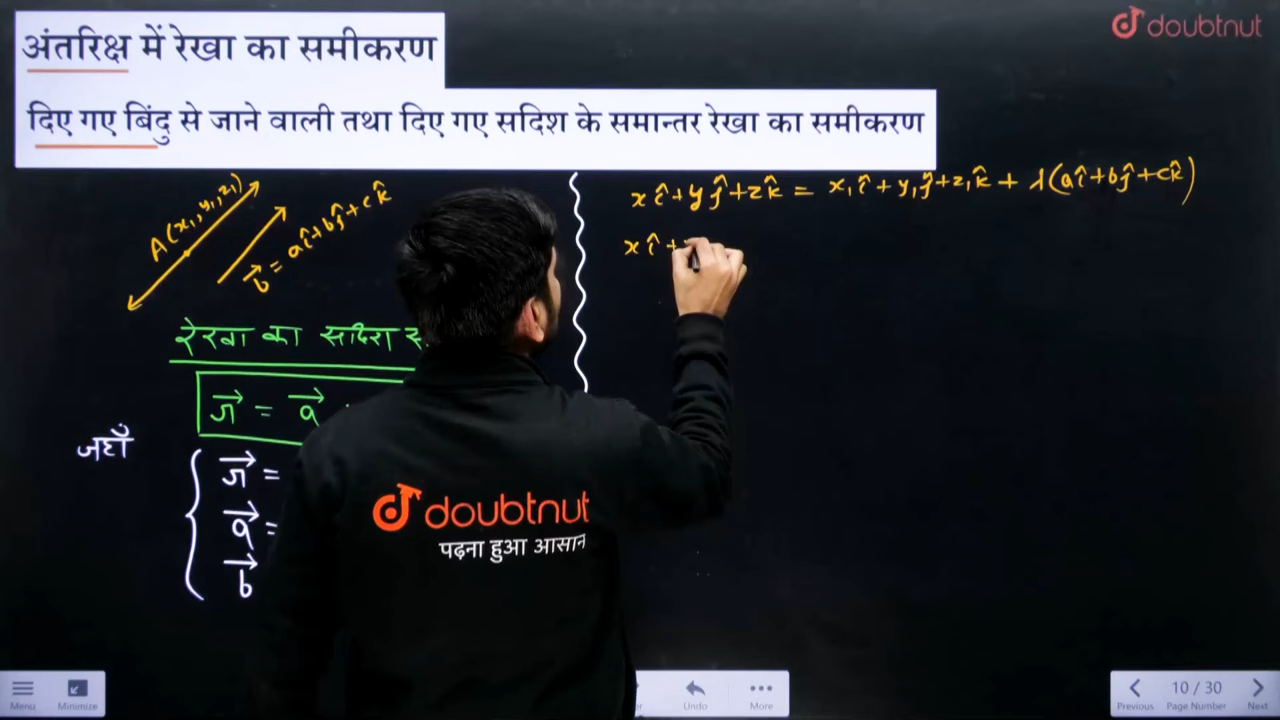 doubtnut
अंतरिक्ष में रेखा का समीकरण
दिए गए बिंदु से जाने वाली तथा दिए गए सदिश के समान्तर रेखा का समीकरण
A(x₁,y₁,z₁)
b⃗ = aî+bĵ+ck̂
रेखा का सदिश
r⃗ = a⃗
जहाँ
r⃗ =
a⃗ =
b⃗
xî+yĵ+zk̂ = x₁î+y₁ĵ+z₁k̂ + λ(aî+bĵ+ck̂)
xî +
doubtnut
पढ़ना हुआ आसान
Menu
Minimize
Undo
More
Previous
10 / 30
Page Number
Next